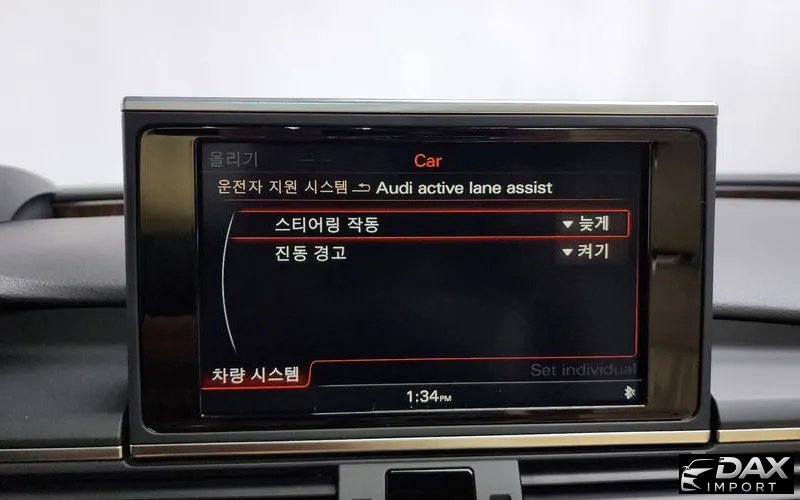 올리기 Car
운전자 지원 시스템 Audi active lane assist
스티어링 작동 늦게
진동 경고 켜기
차량 시스템 Set individual
1:34PM
DAX
IMPORT